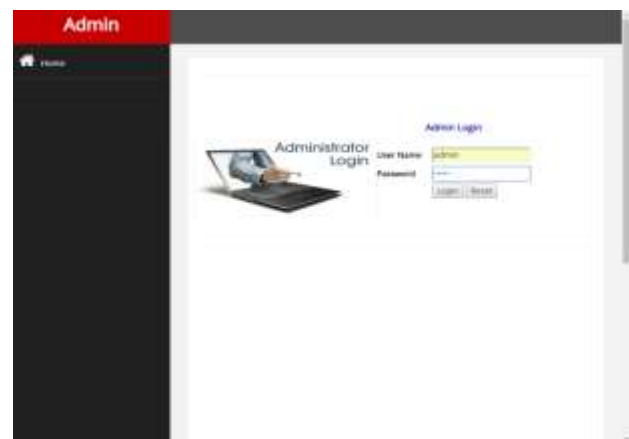 Admin
Home
Admin Login
Administrator
Login
User Name
admin
Password
Login
Reset